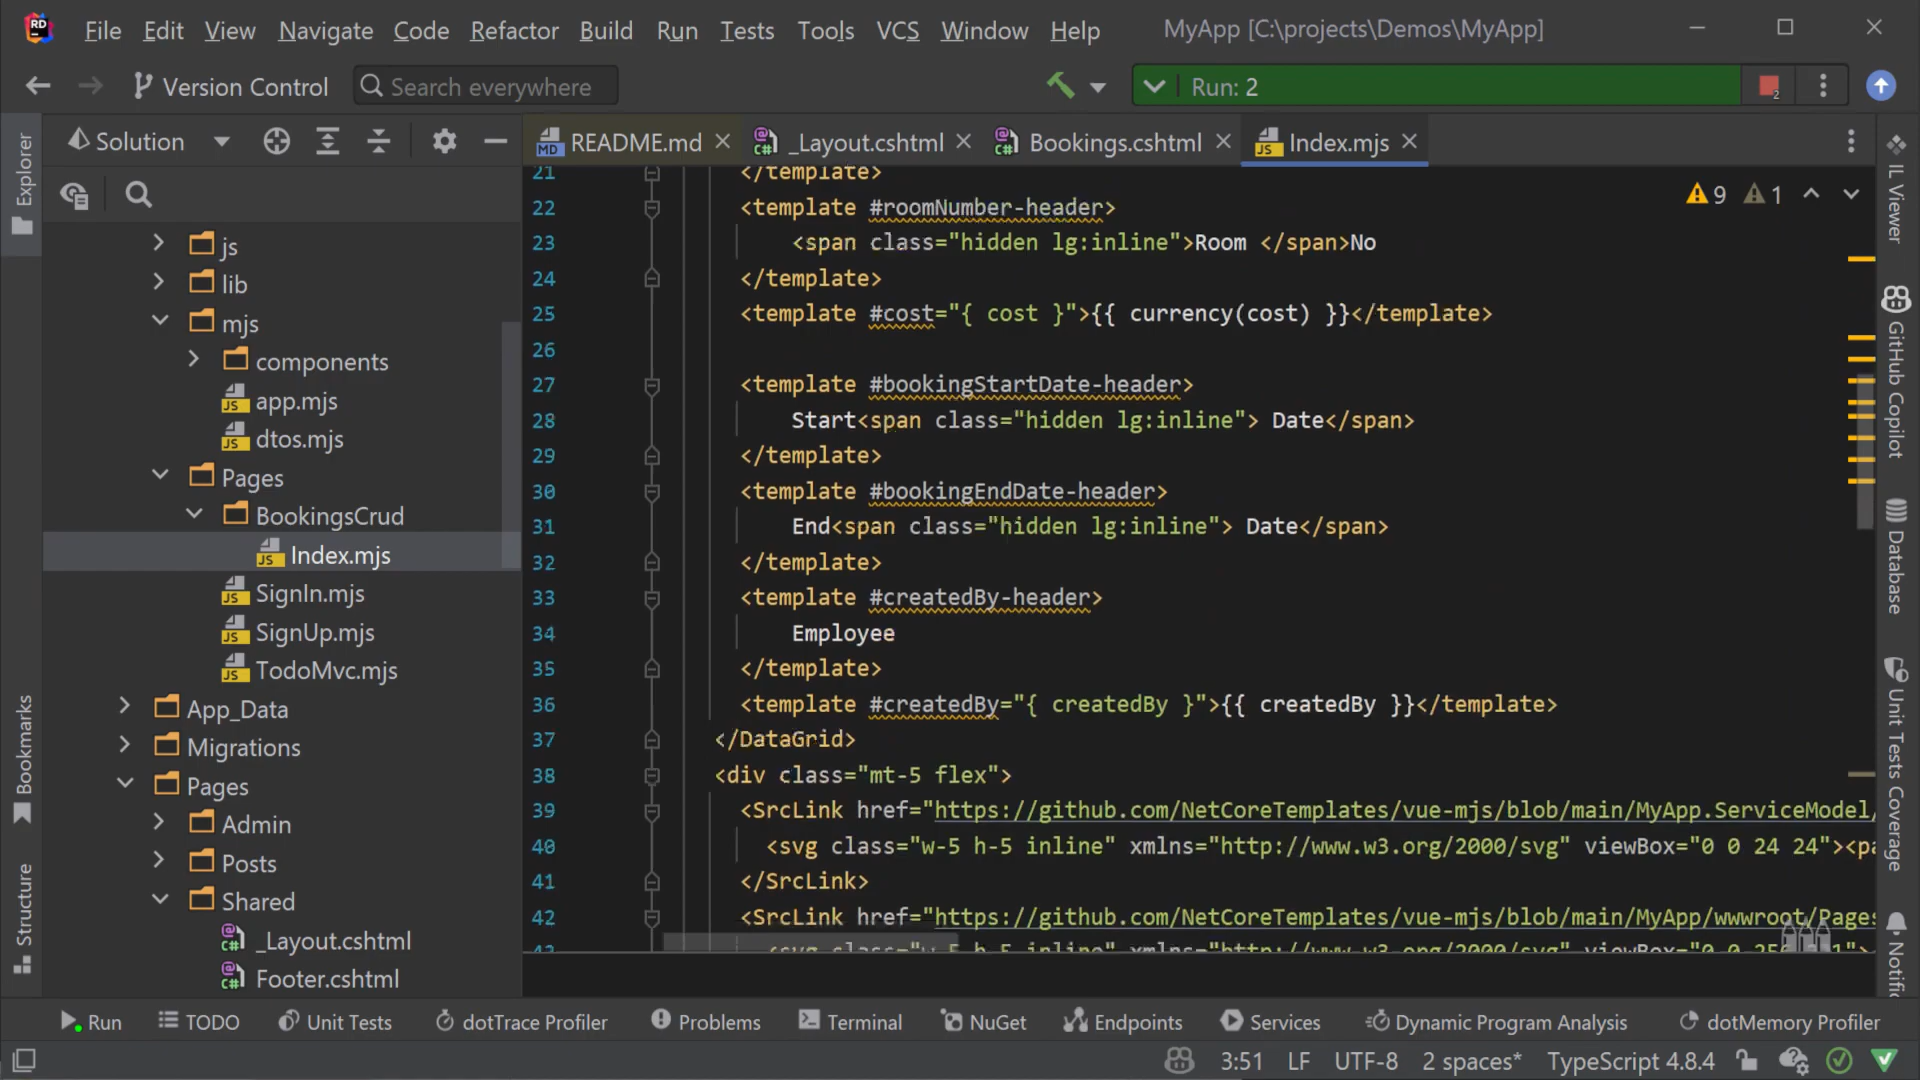 File Edit View Navigate Code Refactor Build Run Tests Tools VCS Window Help MyApp [C:\projects\Demos\MyApp]
Version Control Search everywhere Run: 2 2
Explorer
Solution
README.md _Layout.cshtml Bookings.cshtml Index.mjs
9 1
js
lib
mjs
components
app.mjs
dtos.mjs
Pages
BookingsCrud
Index.mjs
SignIn.mjs
SignUp.mjs
TodoMvc.mjs
App_Data
Migrations
Pages
Admin
Posts
Shared
_Layout.cshtml
Footer.cshtml
Bookmarks
Structure
21 </template>
22 <template #roomNumber-header>
23 <span class="hidden lg:inline">Room </span>No
24 </template>
25 <template #cost="{ cost }">{{ currency(cost) }}</template>
26
27 <template #bookingStartDate-header>
28 Start<span class="hidden lg:inline"> Date</span>
29 </template>
30 <template #bookingEndDate-header>
31 End<span class="hidden lg:inline"> Date</span>
32 </template>
33 <template #createdBy-header>
34 Employee
35 </template>
36 <template #createdBy="{ createdBy }">{{ createdBy }}</template>
37 </DataGrid>
38 <div class="mt-5 flex">
39 <SrcLink href="https://github.com/NetCoreTemplates/vue-mjs/blob/main/MyApp.ServiceModel/
40 <svg class="w-5 h-5 inline" xmlns="http://www.w3.org/2000/svg" viewBox="0 0 24 24"><pa
41 </SrcLink>
42 <SrcLink href="https://github.com/NetCoreTemplates/vue-mjs/blob/main/MyApp/wwwroot/Pages
IL Viewer
GitHub Copilot
Database
Unit Tests Coverage
Notific
Run TODO Unit Tests dotTrace Profiler Problems Terminal NuGet Endpoints Services Dynamic Program Analysis dotMemory Profiler
3:51 LF UTF-8 2 spaces* TypeScript 4.8.4